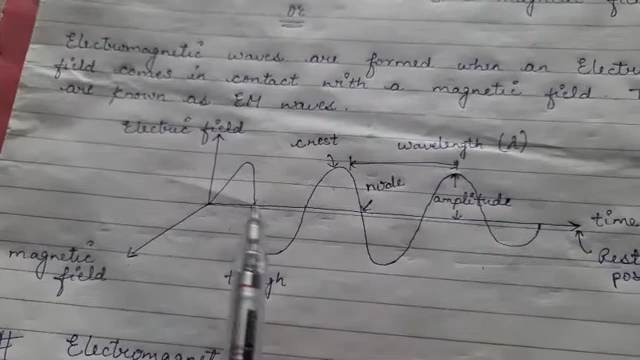 or
Electromagnetic waves are formed when an Electr
field comes in contact with a magnetic field.
are known as EM waves.
Electric field
crest
wavelength (λ)
node
amplitude
time
magnetic
field
Rest
pos
# Electromagnet